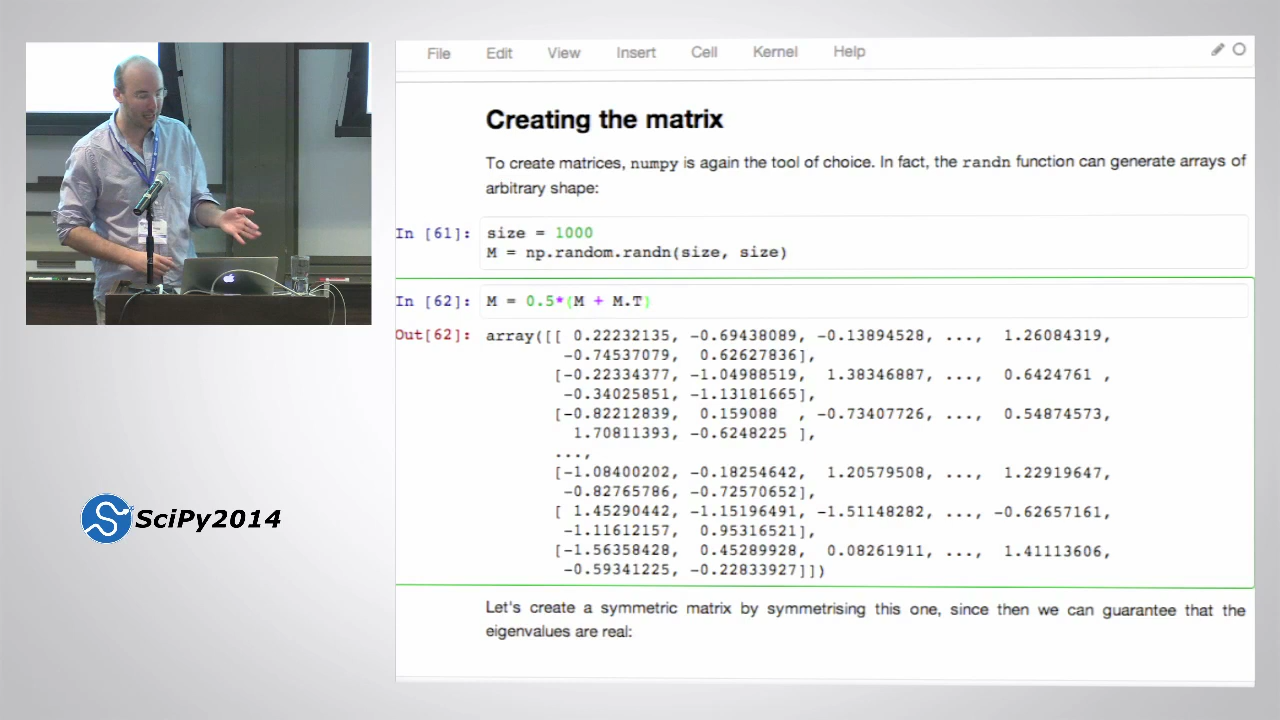 File Edit View Insert Cell Kernel Help
Creating the matrix
To create matrices, numpy is again the tool of choice. In fact, the randn function can generate arrays of
arbitrary shape:
In [61]: size = 1000
M = np.random.randn(size, size)
In [62]: M = 0.5*(M + M.T)
Out[62]: array([[ 0.22232135, -0.69438089, -0.13894528, ..., 1.26084319,
-0.74537079, 0.62627836],
[-0.22334377, -1.04988519, 1.38346887, ..., 0.6424761 ,
-0.34025851, -1.13181665],
[-0.82212839, 0.159088 , -0.73407726, ..., 0.54874573,
1.70811393, -0.6248225 ],
...,
[-1.08400202, -0.18254642, 1.20579508, ..., 1.22919647,
-0.82765786, -0.72570652],
[ 1.45290442, -1.15196491, -1.51148282, ..., -0.62657161,
-1.11612157, 0.95316521],
[-1.56358428, 0.45289928, 0.08261911, ..., 1.41113606,
-0.59341225, -0.22833927]])
Let's create a symmetric matrix by symmetrising this one, since then we can guarantee that the
eigenvalues are real:
SciPy2014